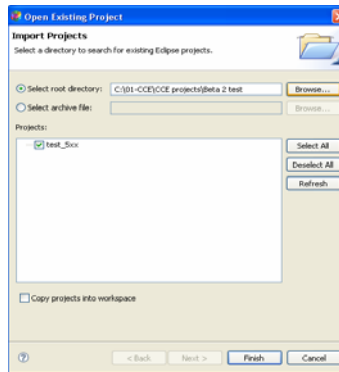 Open Existing Project
Import Projects
Select a directory to search for existing Eclipse projects.
Select root directory: C:\01-CCE\CCE projects\Beta 2 test Browse...
Select archive file: Browse...
Projects:
test_5xx
Select All
Deselect All
Refresh
Copy projects into workspace
< Back Next > Finish Cancel